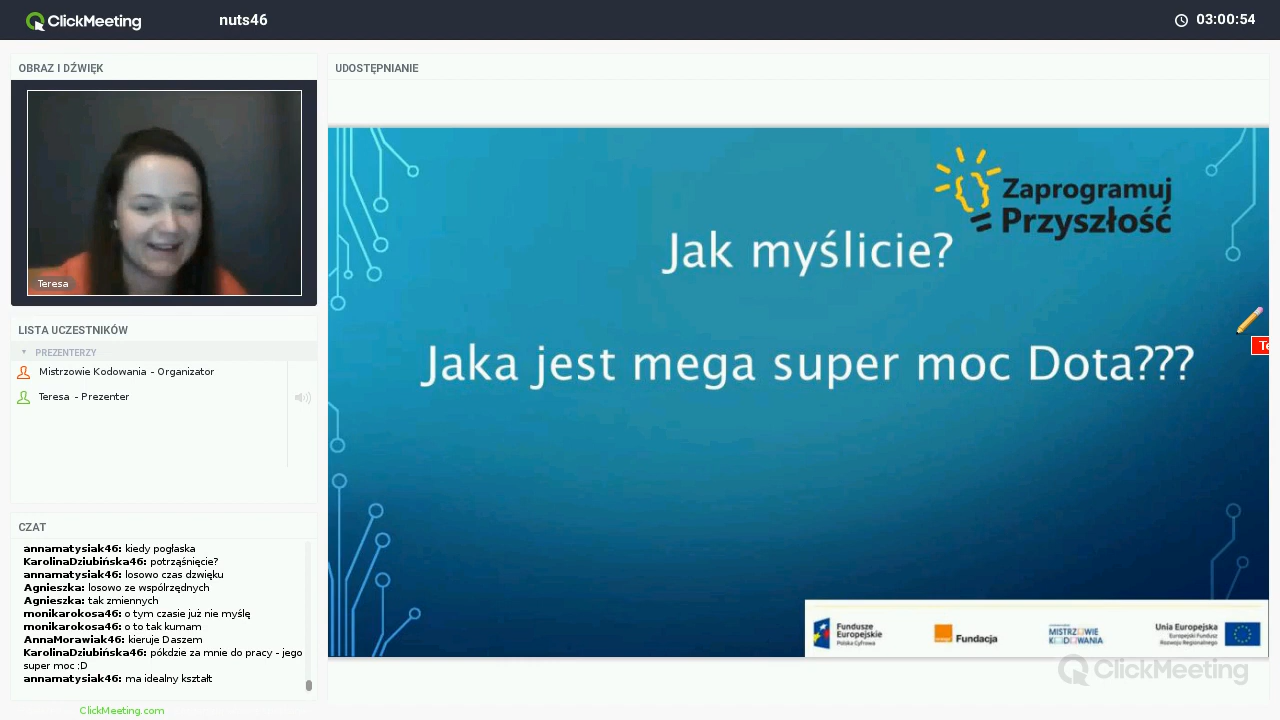 ClickMeeting
nuts46
03:00:54
OBRAZ I DŹWIĘK
Teresa
LISTA UCZESTNIKÓW
PREZENTERZY
Mistrzowie Kodowania - Organizator
Teresa - Prezenter
CZAT
annamatysiak46: kiedy pogłaska
KarolinaDziubińska46: potrząśnięcie?
annamatysiak46: losowo czas dzwięku
Agnieszka: losowo ze wspólrzędnych
Agnieszka: tak zmiennych
monikarokosa46: o tym czasie już nie myślę
monikarokosa46: o to tak kumam
AnnaMorawiak46: kieruje Daszem
KarolinaDziubińska46: pókdzie za mnie do pracy - jego
super moc :D
annamatysiak46: ma idealny kształt
ClickMeeting.com
UDOSTĘPNIANIE
Zaprogramuj
Przyszłość
Jak myślicie?
Jaka jest mega super moc Dota???
Te
Fundusze
Europejskie
Polska Cyfrowa
Fundacja
MISTRZOWIE
KODOWANIA
Unia Europejska
Europejski Fundusz
Rozwoju Regionalnego
ClickMeeting